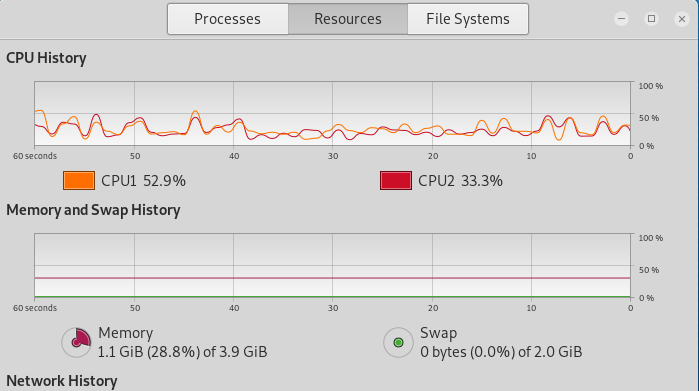 Processes Resources File Systems
CPU History
100 %
50 %
0 %
60 seconds 50 40 30 20 10 0
CPU1 52.9% CPU2 33.3%
Memory and Swap History
100 %
50 %
0 %
60 seconds 50 40 30 20 10 0
Memory Swap
1.1 GiB (28.8%) of 3.9 GiB 0 bytes (0.0%) of 2.0 GiB
Network History